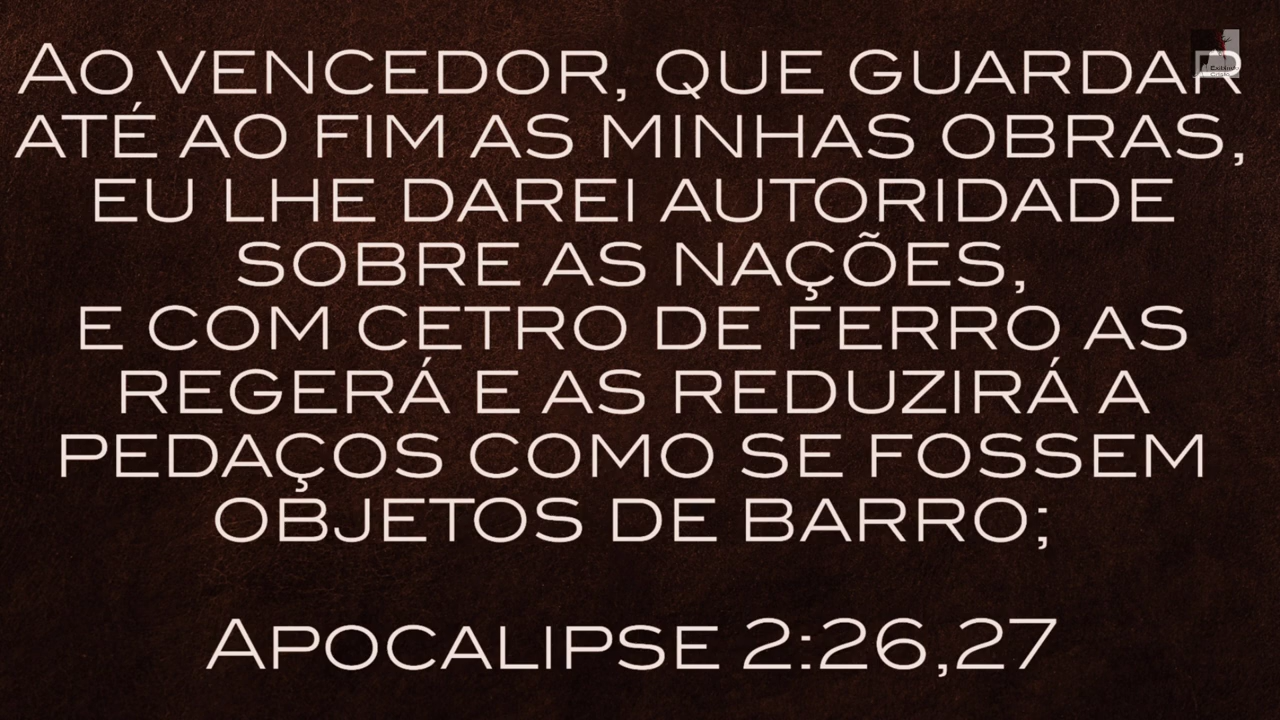 Ao vencedor, que guardar
até ao fim as minhas obras,
eu lhe darei autoridade
sobre as nações,
e com cetro de ferro as
regerá e as reduzirá a
pedaços como se fossem
objetos de barro;
Apocalipse 2:26,27